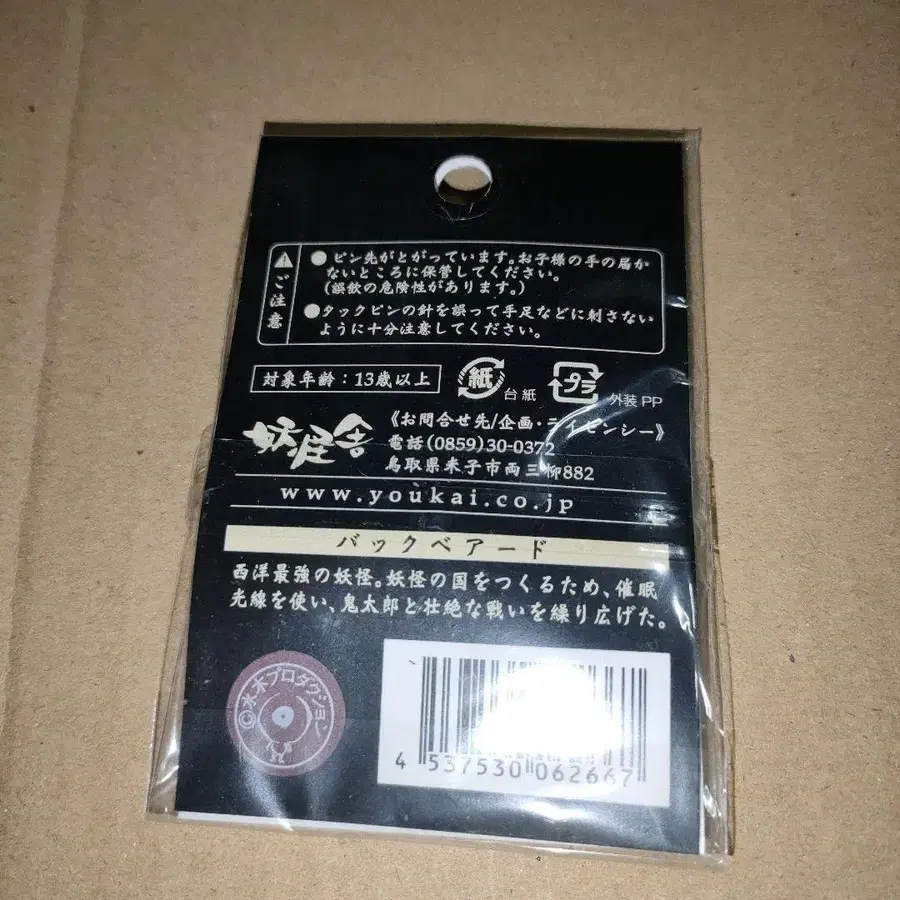 ご注意
●ピン先がとがっています。お子様の手の届か
ないところに保管してください。
(誤飲の危険性があります。)
●タックピンの針を誤って手足などに刺さない
ように十分注意してください。
対象年齢：13歳以上
紙
台紙
プラ
外装PP
妖怪舎
《お問合せ先/企画・ライセンシー》
電話(0859)30-0372
鳥取県米子市両三柳882
www.youkai.co.jp
バックベアード
西洋最強の妖怪。妖怪の国をつくるため、催眠
光線を使い、鬼太郎と壮絶な戦いを繰り広げた。
©水木プロダクション
4 537530 062667